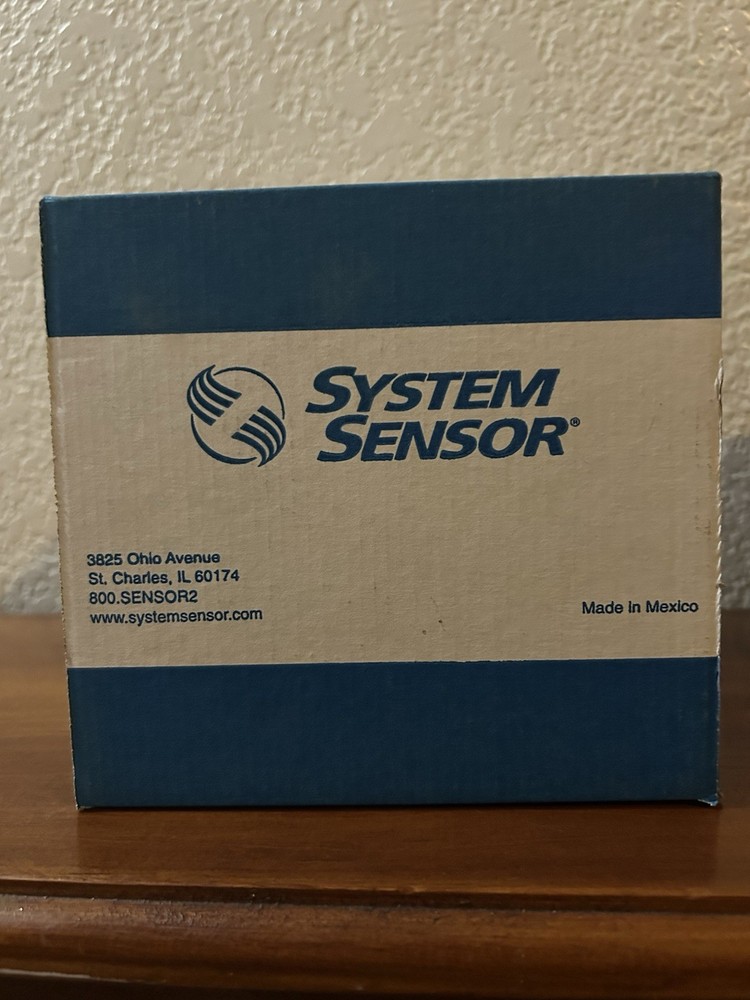 SYSTEM
SENSOR®
3825 Ohio Avenue
St. Charles, IL 60174
800.SENSOR2
www.systemsensor.com
Made in Mexico